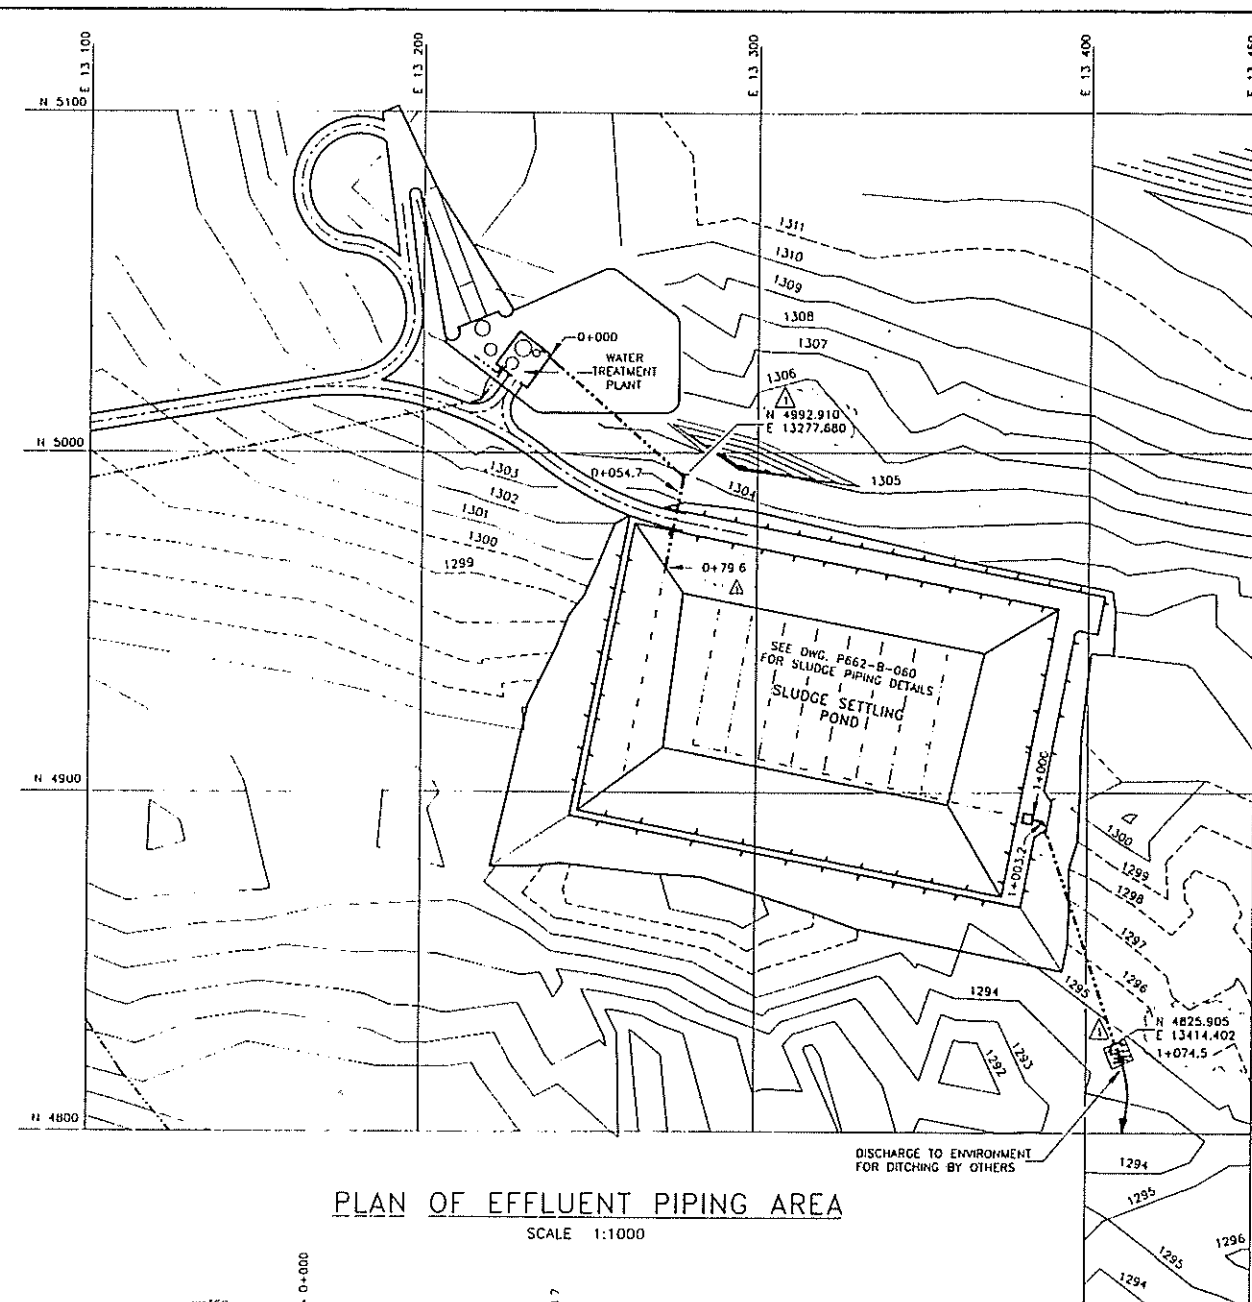 E 13 100
E 13 200
E 13 300
E 13 400
N 5100
1311
1310
1309
1308
1307
1306
0+000
WATER
TREATMENT
PLANT
1
N 4992.910
E 13277.680
N 5000
1303
1302
1301
1300
1299
0+054.7
1304
1305
0+79.6
1
SEE DWG. P662-B-060
FOR SLUDGE PIPING DETAILS
SLUDGE SETTLING
POND
N 4900
1+000
1+003.2
1300
1299
1298
1297
1296
1295
1294
1293
1292
1
N 4825.905
E 13414.402
1+074.5
N 4800
DISCHARGE TO ENVIRONMENT
FOR DITCHING BY OTHERS
1294
1295
1295
1296
1294
PLAN OF EFFLUENT PIPING AREA
SCALE 1:1000
0+000